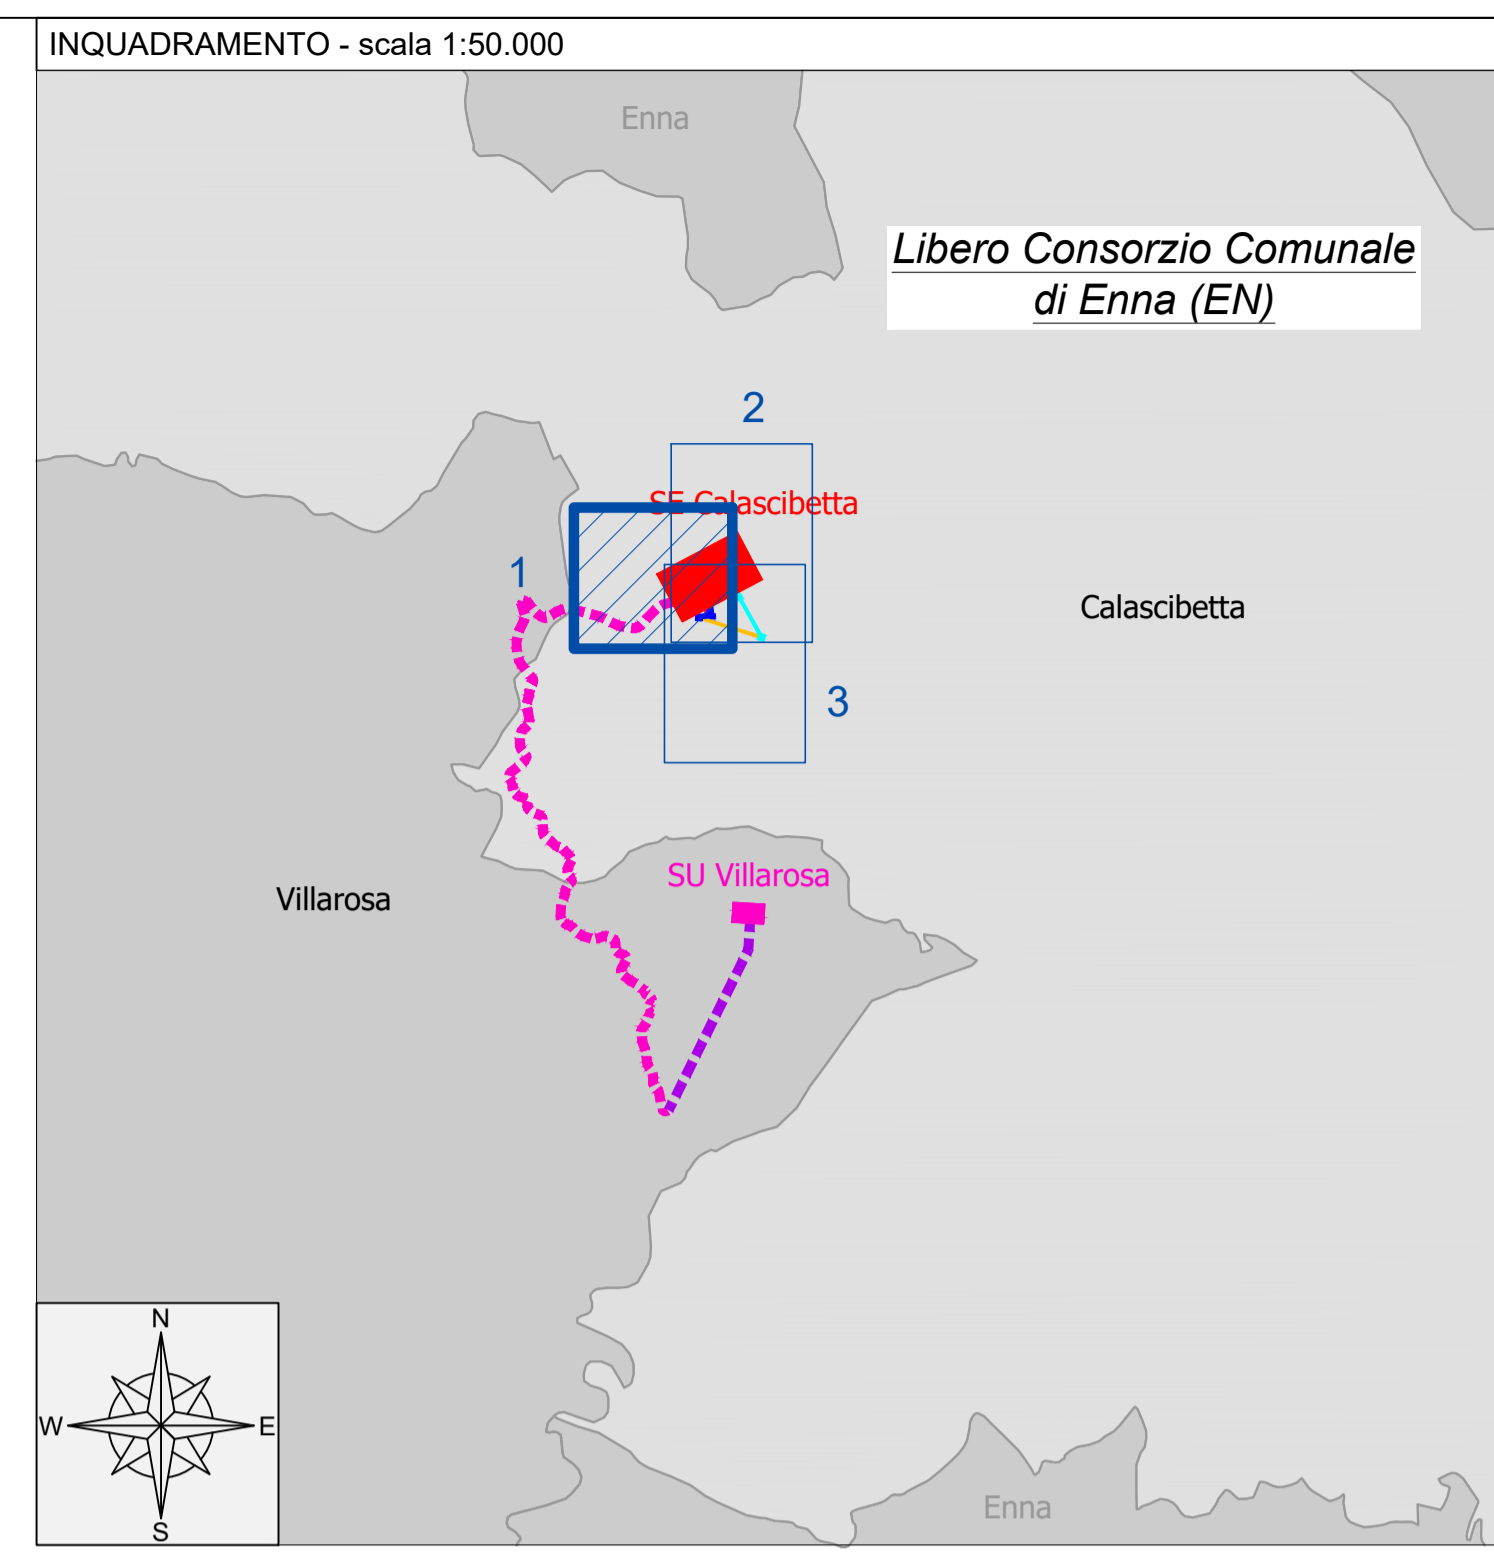 INQUADRAMENTO - scala 1:50.000
Enna
Libero Consorzio Comunale
di Enna (EN)
2
SE Calascibetta
1
Calascibetta
3
SU Villarosa
Villarosa
N
W
E
S
Enna